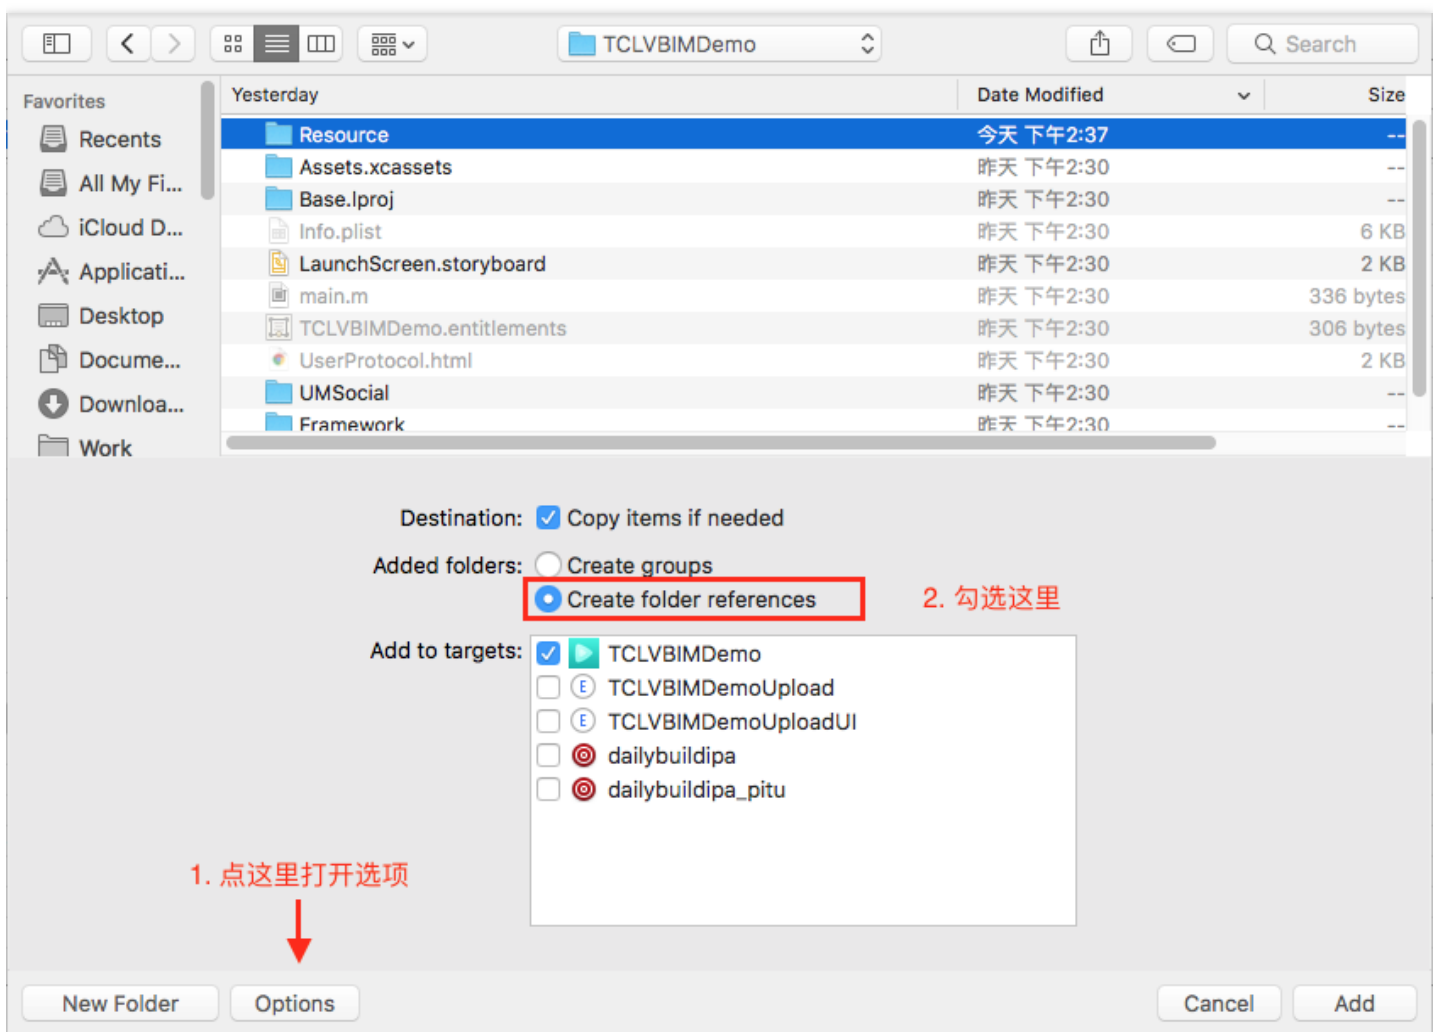 TCLVBIMDemo
Search
Favorites
Recents
All My Fi...
iCloud D...
Applicati...
Desktop
Docume...
Downloa...
Work
Yesterday Date Modified Size
Resource 今天 下午2:37 --
Assets.xcassets 昨天 下午2:30 --
Base.lproj 昨天 下午2:30 --
Info.plist 昨天 下午2:30 6 KB
LaunchScreen.storyboard 昨天 下午2:30 2 KB
main.m 昨天 下午2:30 336 bytes
TCLVBIMDemo.entitlements 昨天 下午2:30 306 bytes
UserProtocol.html 昨天 下午2:30 2 KB
UMSocial 昨天 下午2:30 --
Framework 昨天 下午2:30 --
Destination: Copy items if needed
Added folders: Create groups
Create folder references 2. 勾选这里
Add to targets: TCLVBIMDemo
E TCLVBIMDemoUpload
E TCLVBIMDemoUploadUI
dailybuildipa
dailybuildipa_pitu
1. 点这里打开选项
New Folder Options Cancel Add